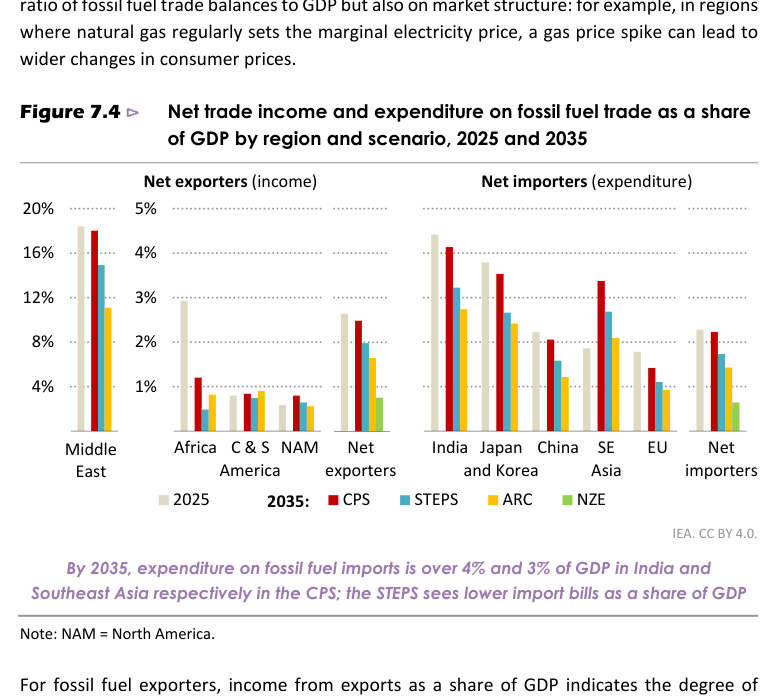 ratio of fossil fuel trade balances to GDP but also on market structure: for example, in regions
where natural gas regularly sets the marginal electricity price, a gas price spike can lead to
wider changes in consumer prices.
Figure 7.4 ⊳ Net trade income and expenditure on fossil fuel trade as a share
of GDP by region and scenario, 2025 and 2035
Net exporters (income) Net importers (expenditure)
20% 5%
16% 4%
12% 3%
8% 2%
4% 1%
Middle East
Africa
C & S America
NAM
Net exporters
India
Japan and Korea
China
SE Asia
EU
Net importers
2025 2035: CPS STEPS ARC NZE
IEA. CC BY 4.0.
By 2035, expenditure on fossil fuel imports is over 4% and 3% of GDP in India and
Southeast Asia respectively in the CPS; the STEPS sees lower import bills as a share of GDP
Note: NAM = North America.
For fossil fuel exporters, income from exports as a share of GDP indicates the degree of